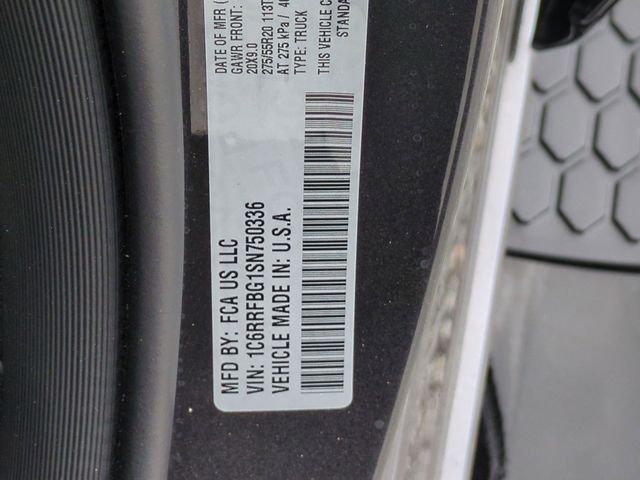 MFD BY: FCA US LLC
VIN: 1C6RRFBG1SN750336
VEHICLE MADE IN: U.S.A.
DATE OF MFR
GAWR FRONT:
20X9.0
275/55R20 113T
AT 275 kPa / 40
TYPE: TRUCK
THIS VEHICLE
STANDA